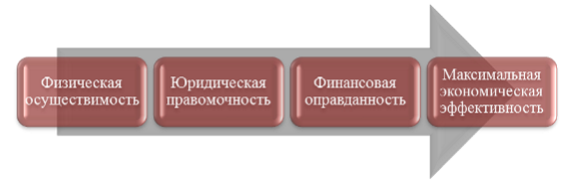 Физическая
осуществимость
Юридическая
правомочность
Финансовая
оправданность
Максимальная
экономическая
эффективность